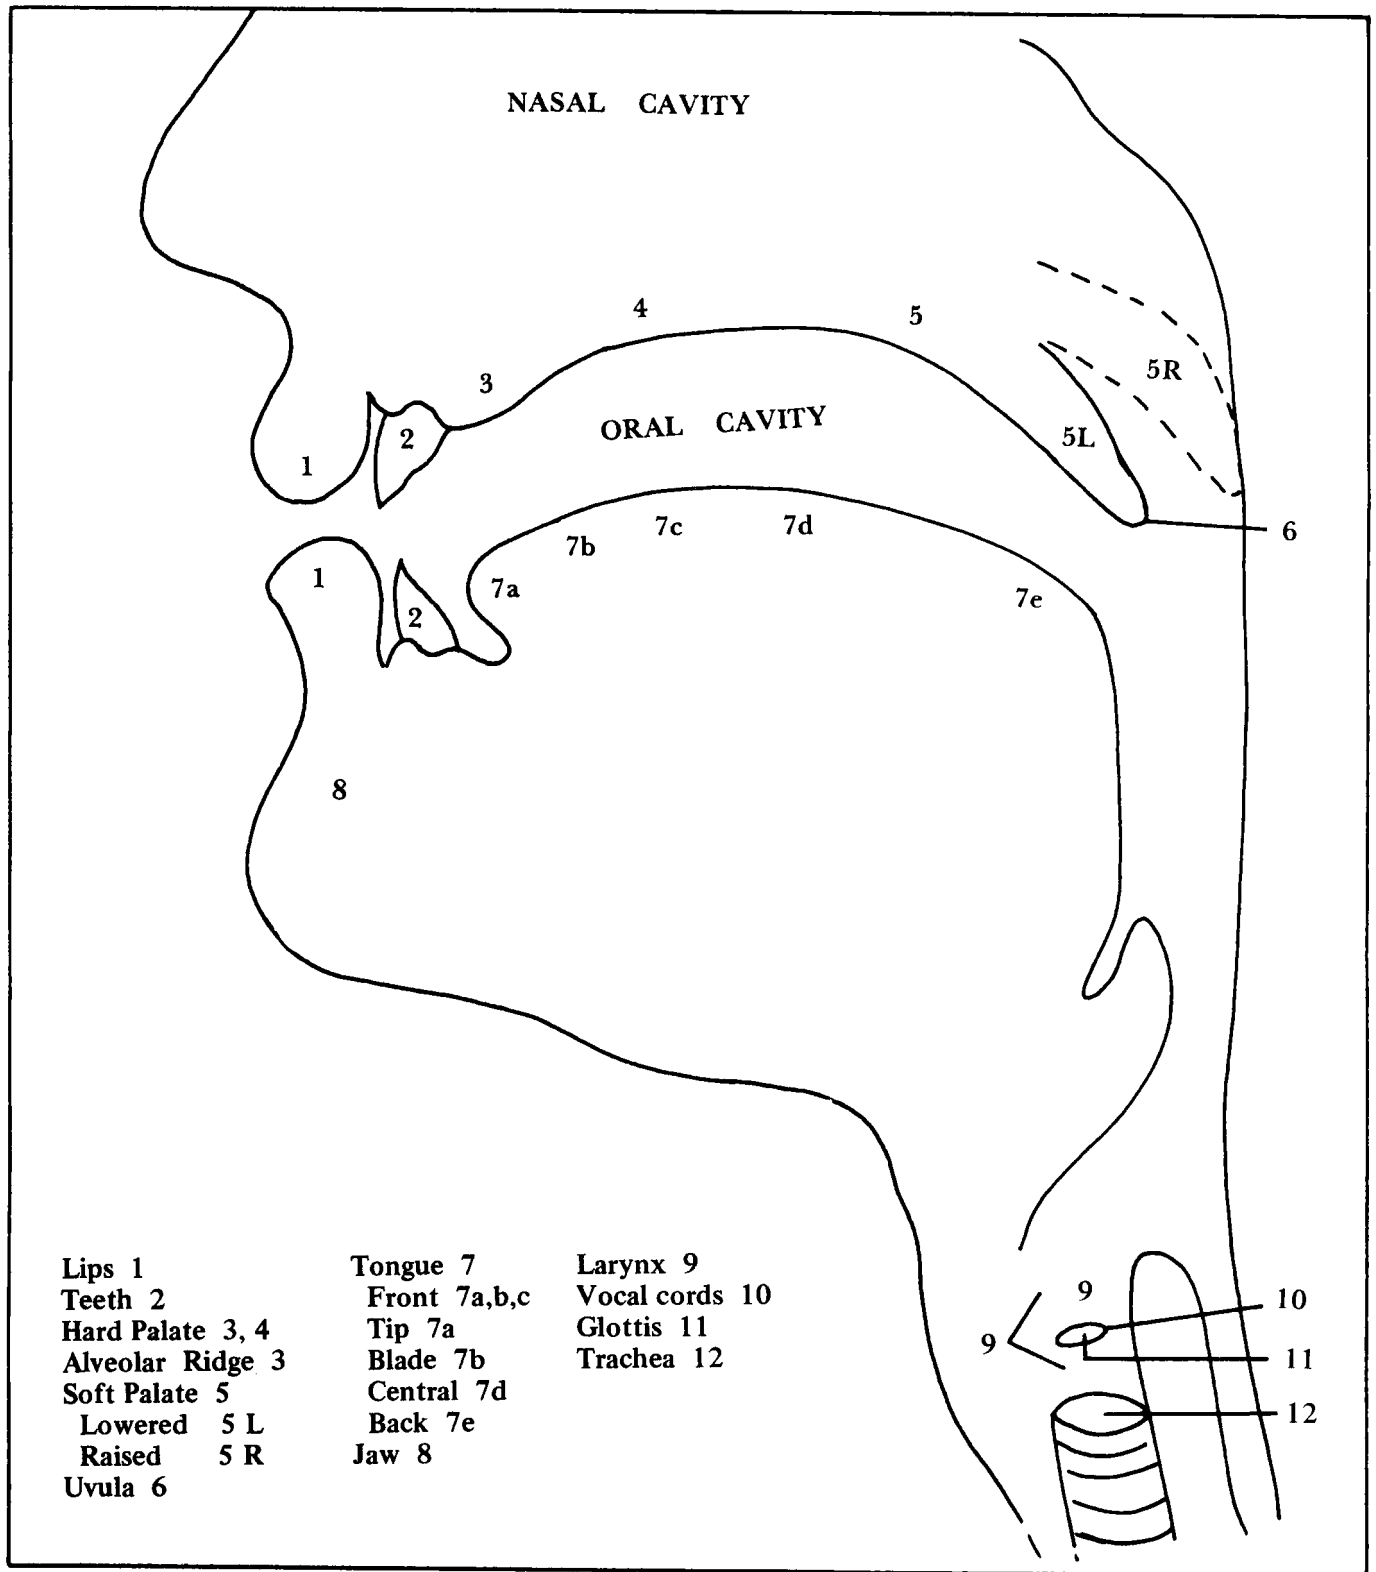 NASAL CAVITY
4
5
3
5R
2
ORAL CAVITY
5L
1
7c
7d
6
7b
1
7a
7e
2
8
Lips 1
Teeth 2
Hard Palate 3, 4
Alveolar Ridge 3
Soft Palate 5
Lowered 5 L
Raised 5 R
Uvula 6
Tongue 7
Front 7a,b,c
Tip 7a
Blade 7b
Central 7d
Back 7e
Jaw 8
Larynx 9
Vocal cords 10
Glottis 11
Trachea 12
9
10
9
11
12